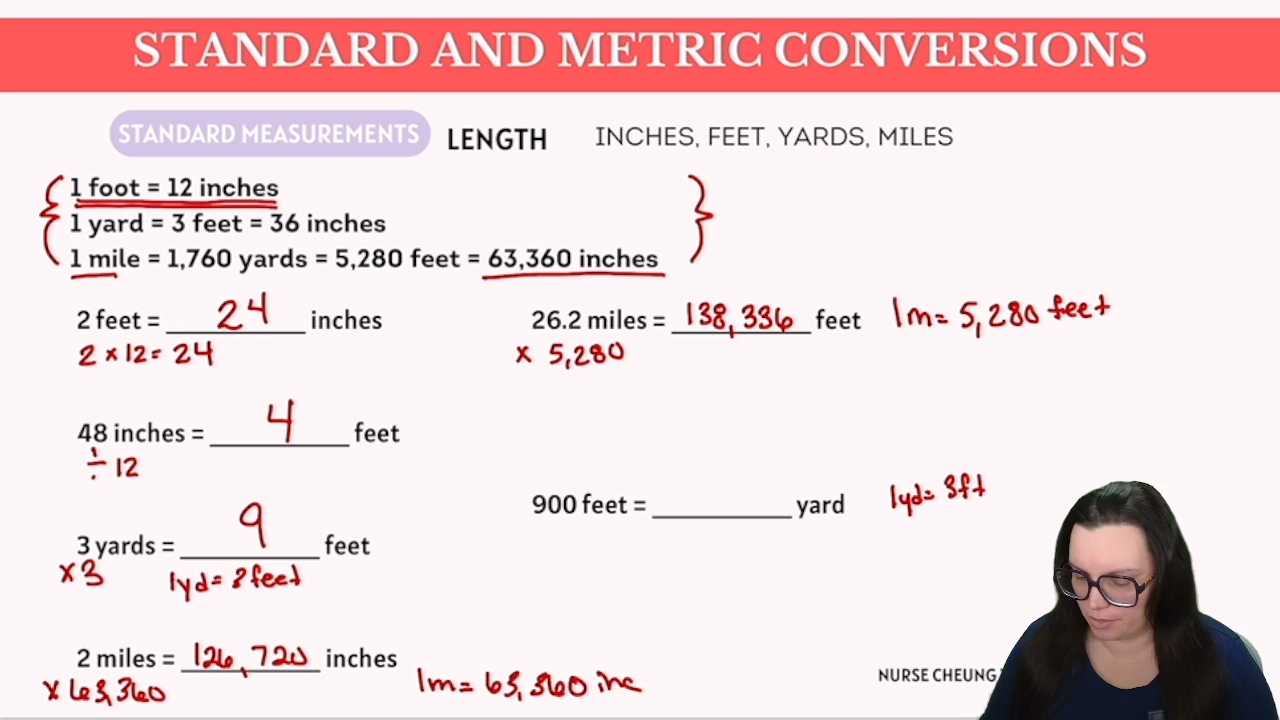 STANDARD AND METRIC CONVERSIONS
STANDARD MEASUREMENTS LENGTH INCHES, FEET, YARDS, MILES
1 foot = 12 inches
1 yard = 3 feet = 36 inches
1 mile = 1,760 yards = 5,280 feet = 63,360 inches
2 feet = 24 inches
2 × 12 = 24
26.2 miles = 138,336 feet 1m = 5,280 feet
× 5,280
48 inches = 4 feet
÷ 12
900 feet = ____ yard 1yd = 3ft
3 yards = 9 feet
×3 1yd = 3 feet
2 miles = 126,720 inches
×63,360 1m = 63,360 inc
NURSE CHEUNG